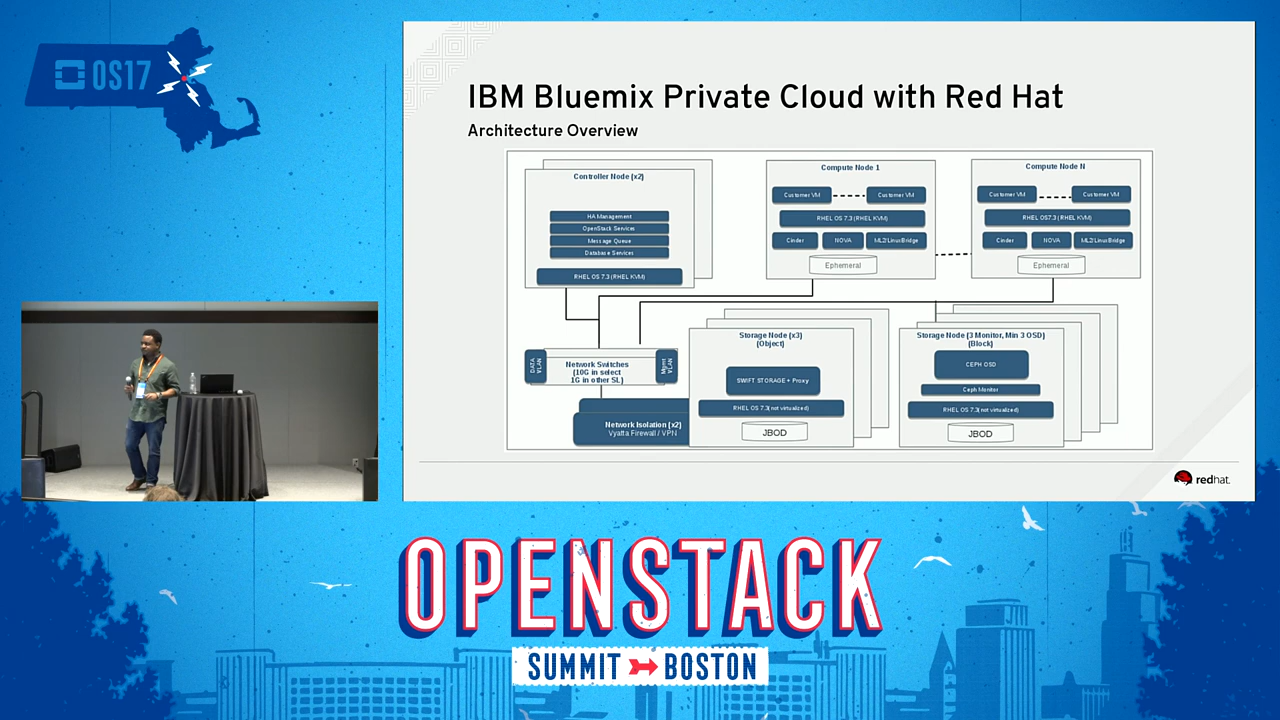 OS17
IBM Bluemix Private Cloud with Red Hat
Architecture Overview
Controller Node (x2)
HA Management
OpenStack Services
Message Queue
Database Services
RHEL OS 7.3 (RHEL KVM)
Compute Node 1
Customer VM
Customer VM
RHEL OS 7.3 (RHEL KVM)
Cinder
NOVA
ML2/LinuxBridge
Ephemeral
Compute Node N
Customer VM
Customer VM
RHEL OS7.3 (RHEL KVM)
Cinder
NOVA
ML2/LinuxBridge
Ephemeral
DATA VLAN
Network Switches
(10G in select
1G in other SL)
Mgmt VLAN
Network Isolation (x2)
Vyatta Firewall / VPN
Storage Node (x3)
(Object)
SWIFT STORAGE + Proxy
RHEL OS 7.3(not virtualized)
JBOD
Storage Node (3 Monitor, Min 3 OSD)
(Block)
CEPH OSD
Ceph Monitor
RHEL OS 7.3(not virtualized)
JBOD
redhat.
OPENSTACK
SUMMIT BOSTON